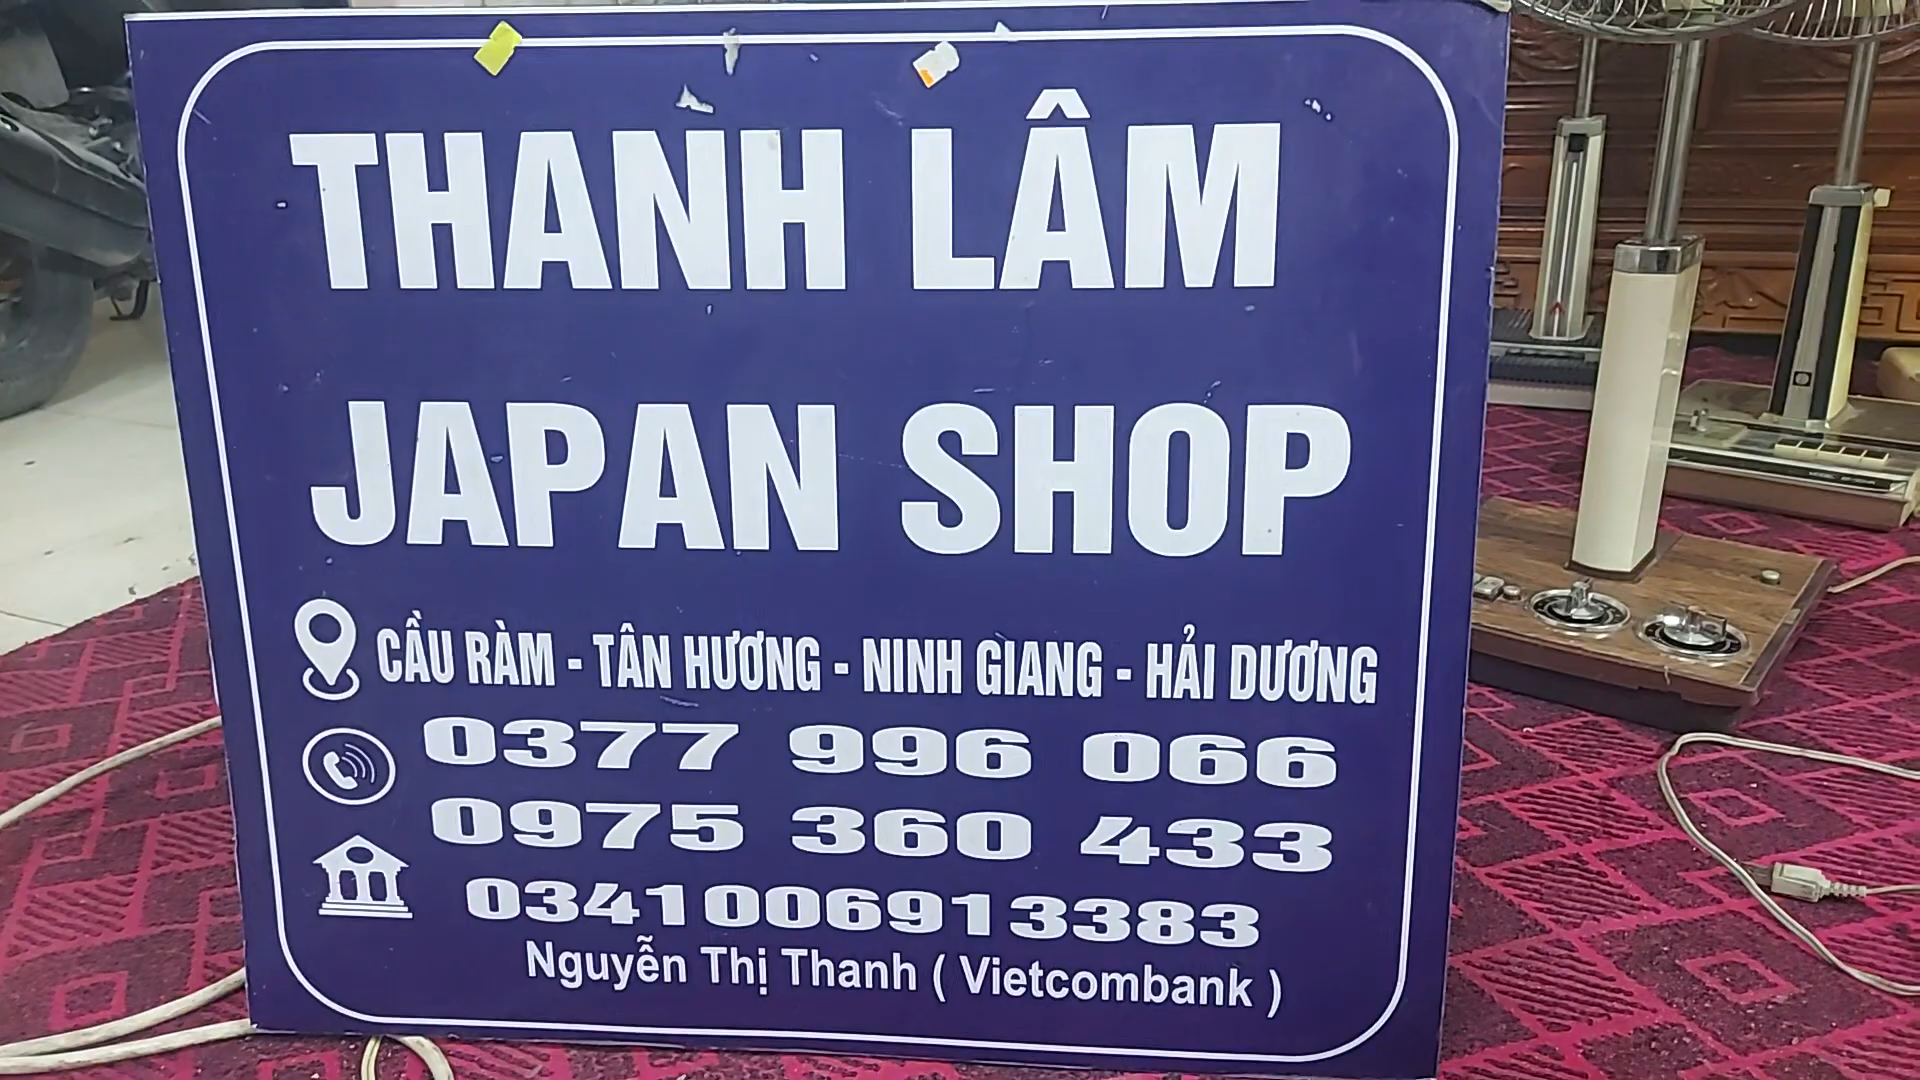 THANH LÂM
JAPAN SHOP
CẦU RÀM - TÂN HƯƠNG - NINH GIANG - HẢI DƯƠNG
0377 996 066
0975 360 433
0341006913383
Nguyễn Thị Thanh ( Vietcombank )